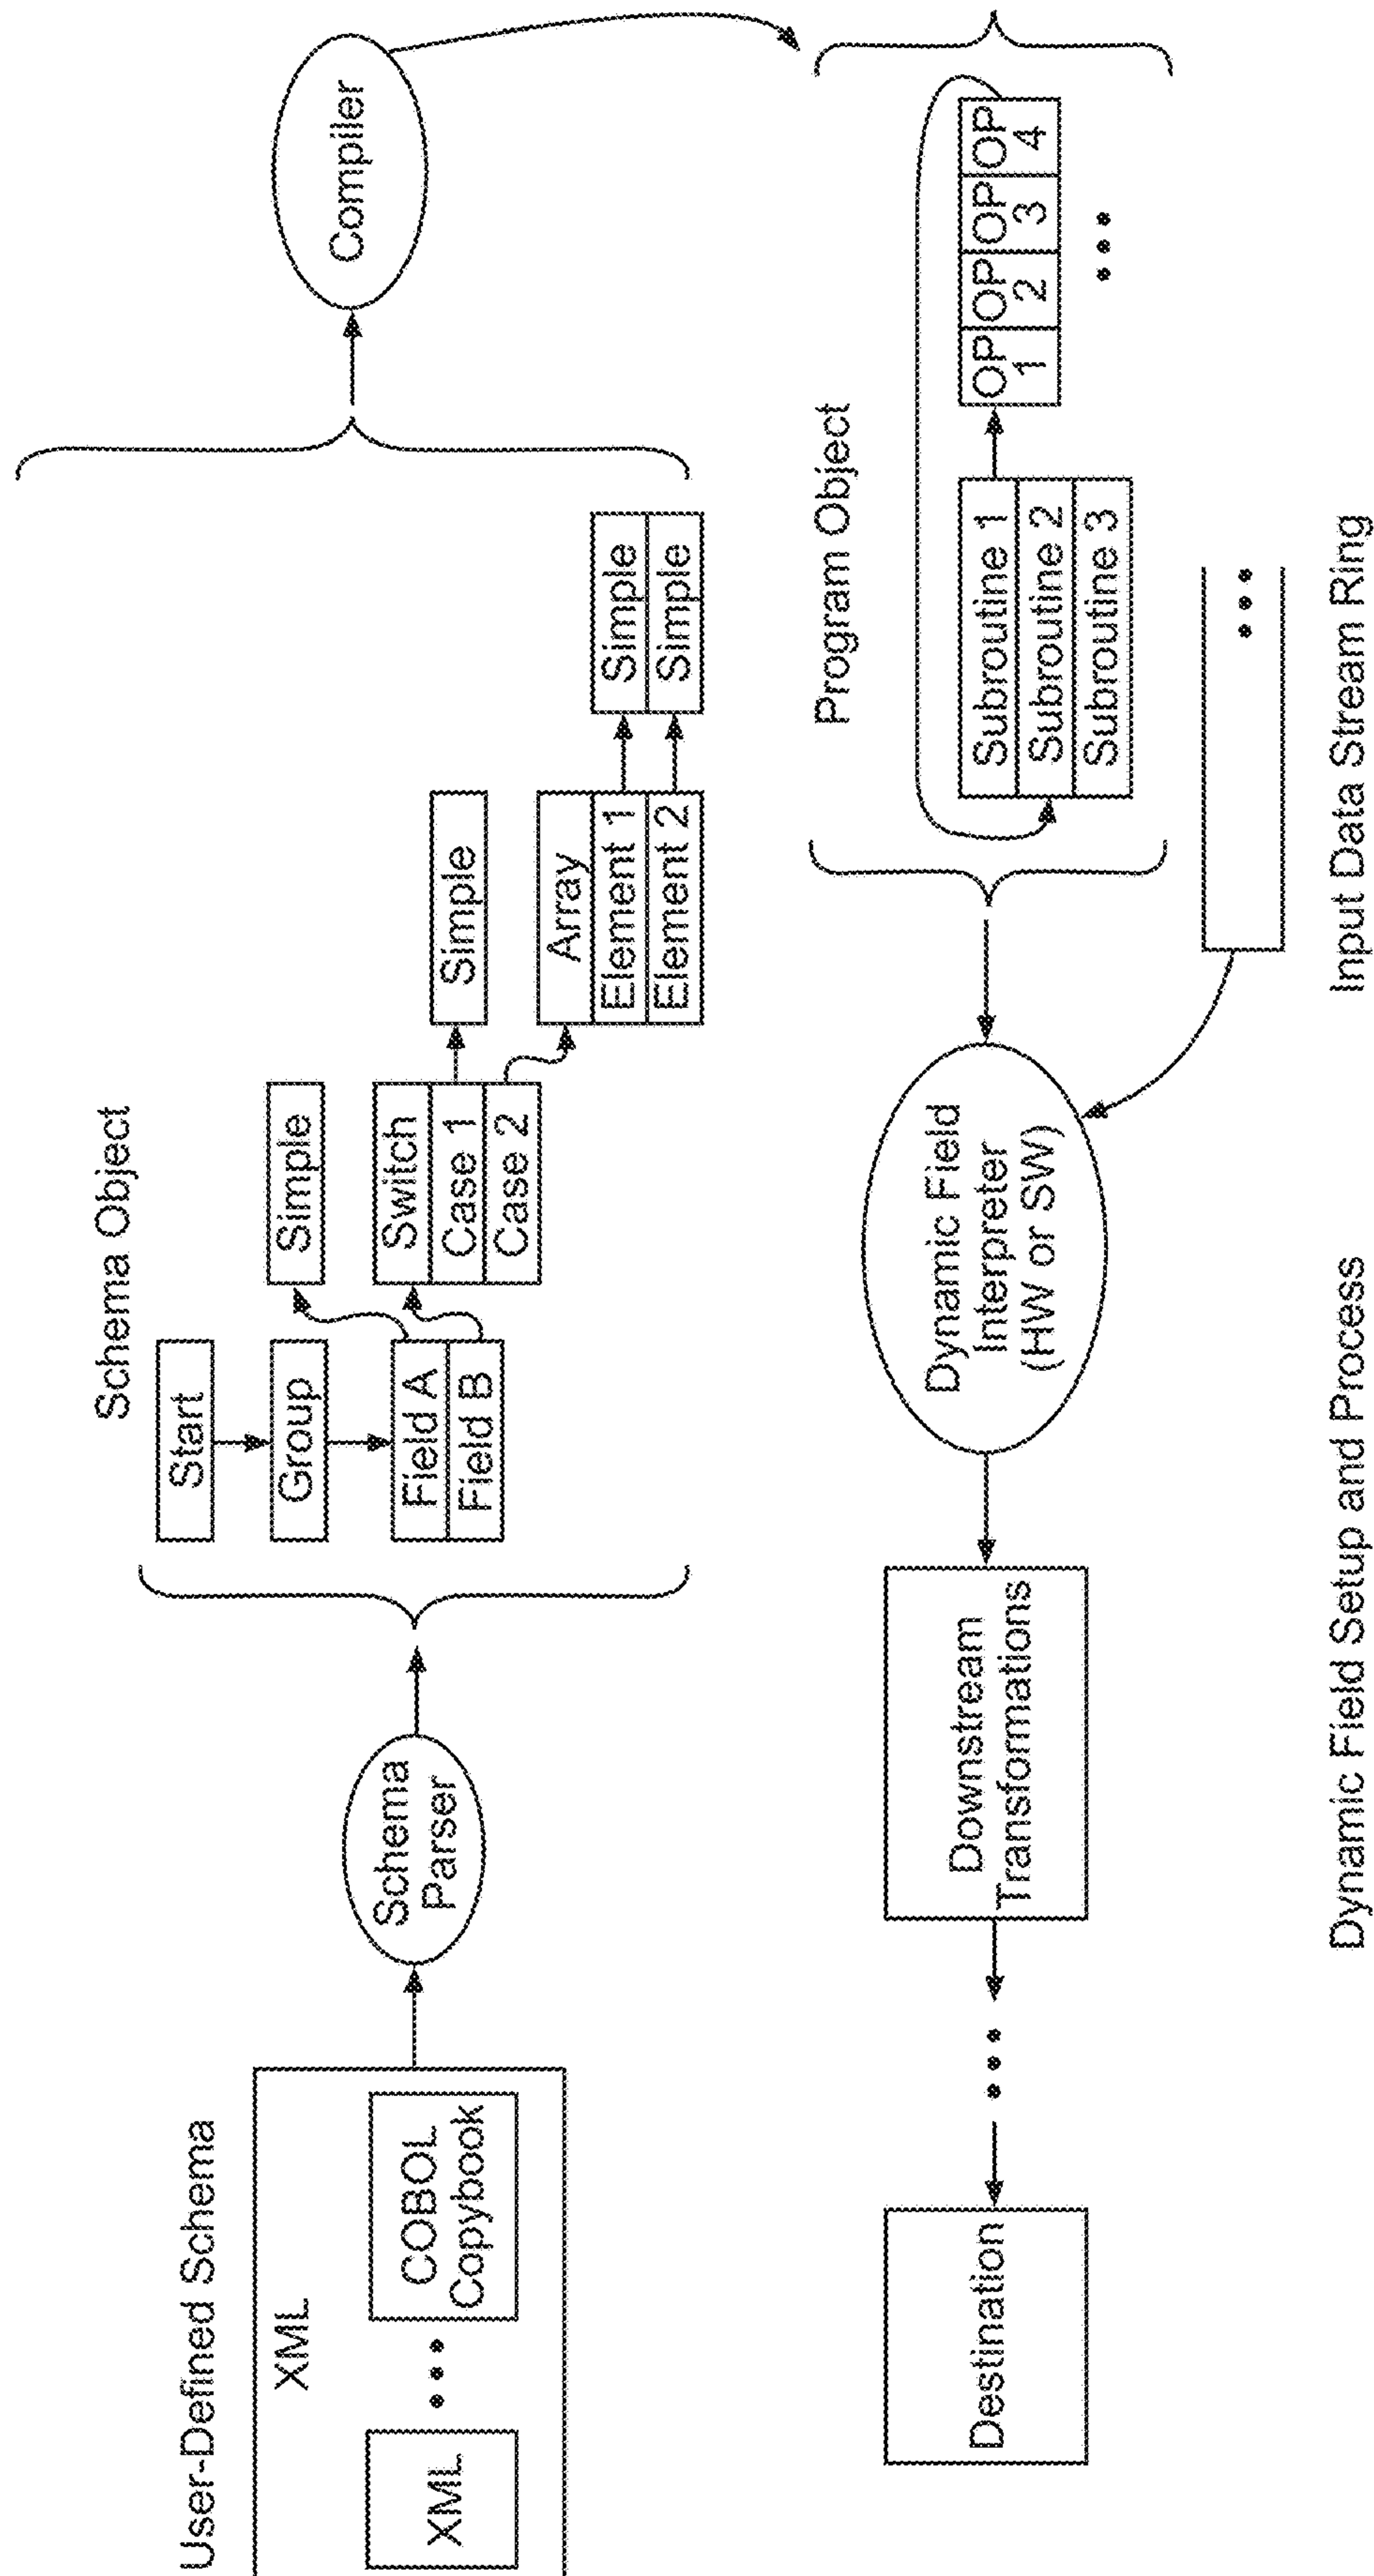 User-Defined Schema
XML
XML
COBOL
Copybook
Schema
Parser
Schema Object
Start
Group
Field A
Field B
Simple
Switch
Case 1
Case 2
Simple
Array
Element 1
Element 2
Simple
Simple
Compiler
Program Object
Subroutine 1
Subroutine 2
Subroutine 3
OP 1
OP 2
OP 3
OP 4
Input Data Stream Ring
Dynamic Field
Interpreter
(HW or SW)
Downstream
Transformations
Destination
Dynamic Field Setup and Process